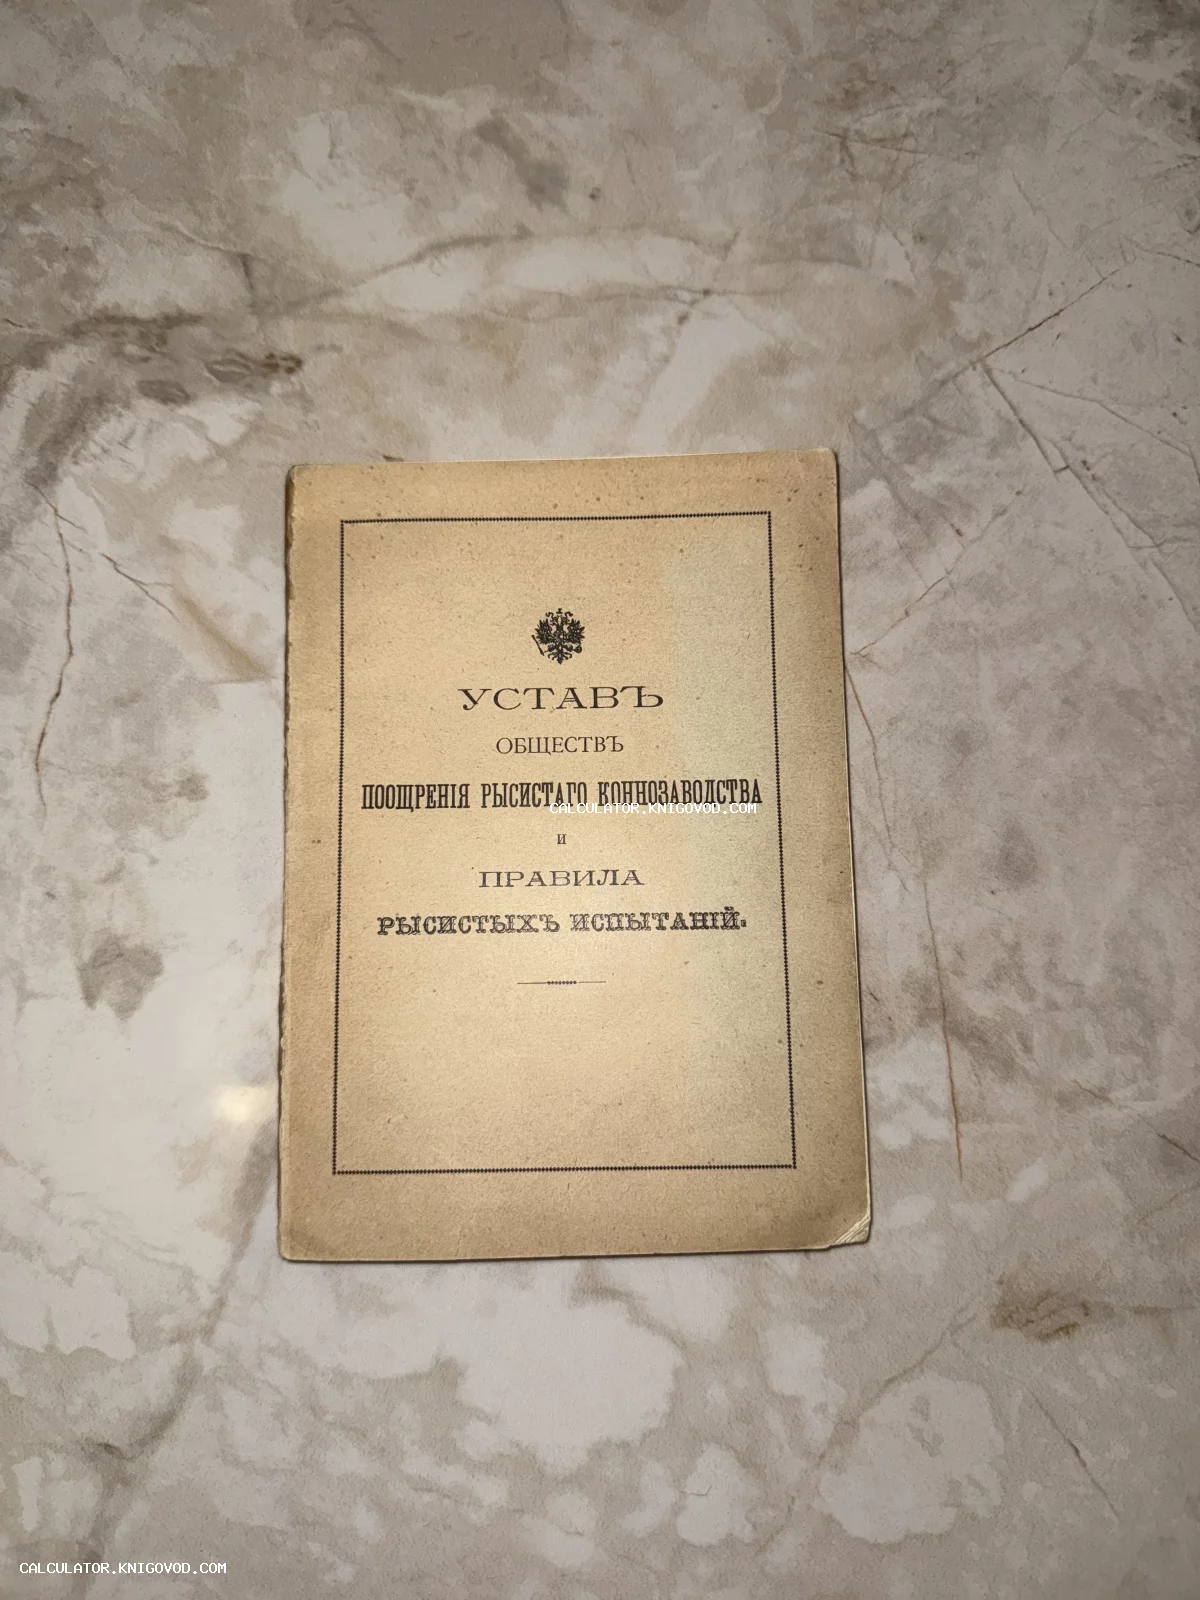 УСТАВЪ
ОБЩЕСТВЪ
ПООЩРЕНІЯ РЫСИСТАГО КОННОЗАВОДСТВА
CALCULATOR.KNIGOVOD.COM
И
ПРАВИЛА
РЫСИСТЫХЪ ИСПЫТАНІЙ.
CALCULATOR.KNIGOVOD.COM